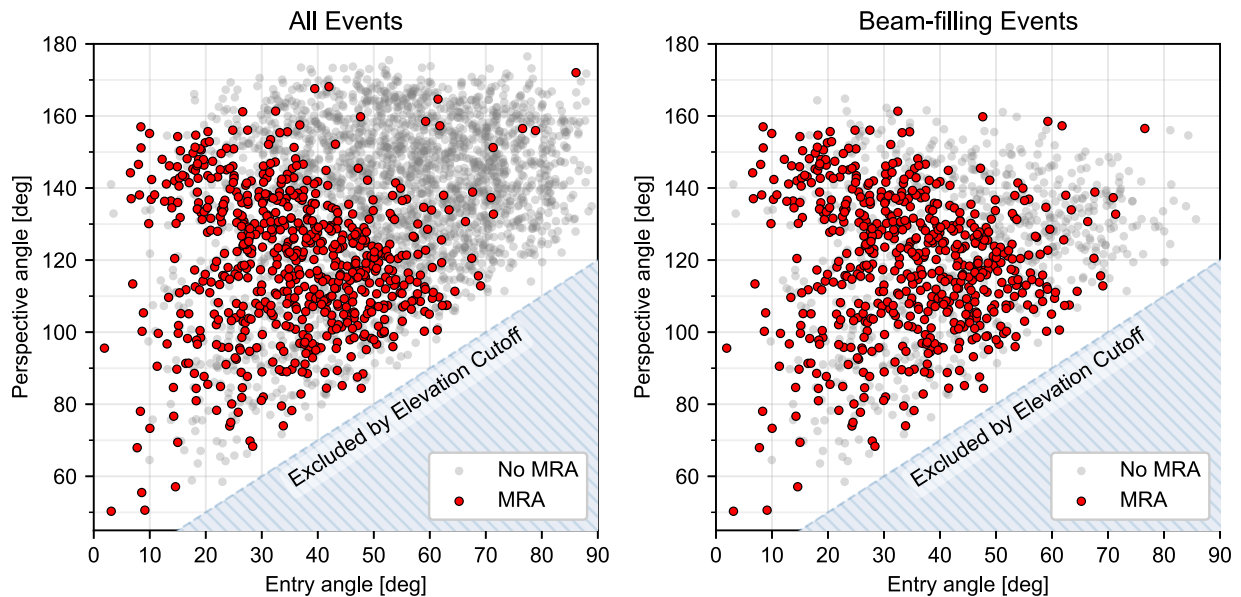 All Events
180
160
140
120
100
80
60
Perspective angle [deg]
0 10 20 30 40 50 60 70 80 90
Entry angle [deg]
Excluded by Elevation Cutoff
No MRA
MRA
Beam-filling Events
180
160
140
120
100
80
60
Perspective angle [deg]
0 10 20 30 40 50 60 70 80 90
Entry angle [deg]
Excluded by Elevation Cutoff
No MRA
MRA